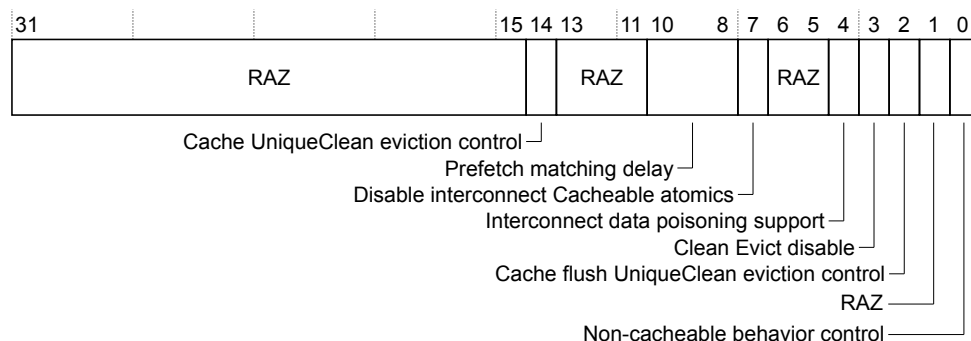 31 15 14 13 11 10 8 7 6 5 4 3 2 1 0
RAZ RAZ RAZ
Cache UniqueClean eviction control
Prefetch matching delay
Disable interconnect Cacheable atomics
Interconnect data poisoning support
Clean Evict disable
Cache flush UniqueClean eviction control
RAZ
Non-cacheable behavior control